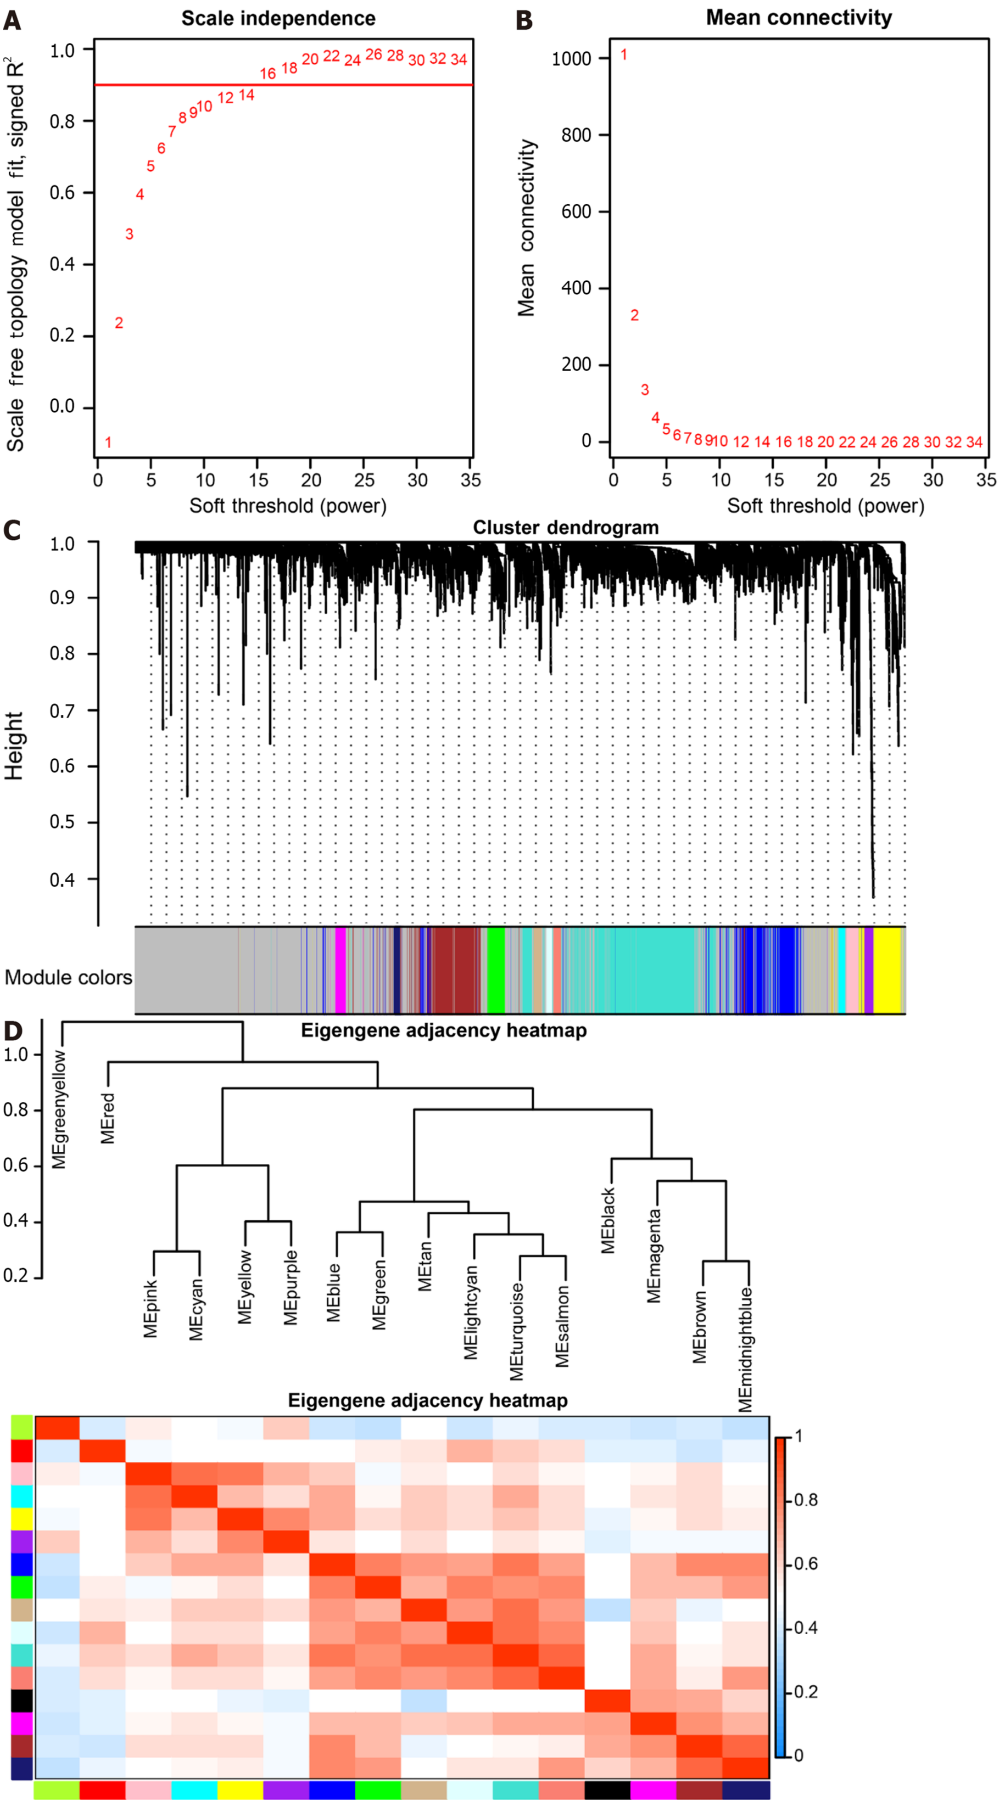 A
Scale independence
Scale free topology model fit, signed R²
1.0
0.8
0.6
0.4
0.2
0.0
1
2
3
4
5
6
7
8
9
10
12
14
16
18
20
22
24
26
28
30
32
34
0 5 10 15 20 25 30 35
Soft threshold (power)
B
Mean connectivity
Mean connectivity
1000
800
600
400
200
0
1
2
3
4
5
6
7
8
9
10
12
14
16
18
20
22
24
26
28
30
32
34
0 5 10 15 20 25 30 35
Soft threshold (power)
C
Cluster dendrogram
Height
1.0
0.9
0.8
0.7
0.6
0.5
0.4
Module colors
D
Eigengene adjacency heatmap
1.0
0.8
0.6
0.4
0.2
MEgreenyellow
MEred
MEpink
MEcyan
MEyellow
MEpurple
MEblue
MEgreen
MEtan
MElightcyan
MEturquoise
MEsalmon
MEblack
MEmagenta
MEbrown
MEmidnightblue
Eigengene adjacency heatmap
1
0.8
0.6
0.4
0.2
0